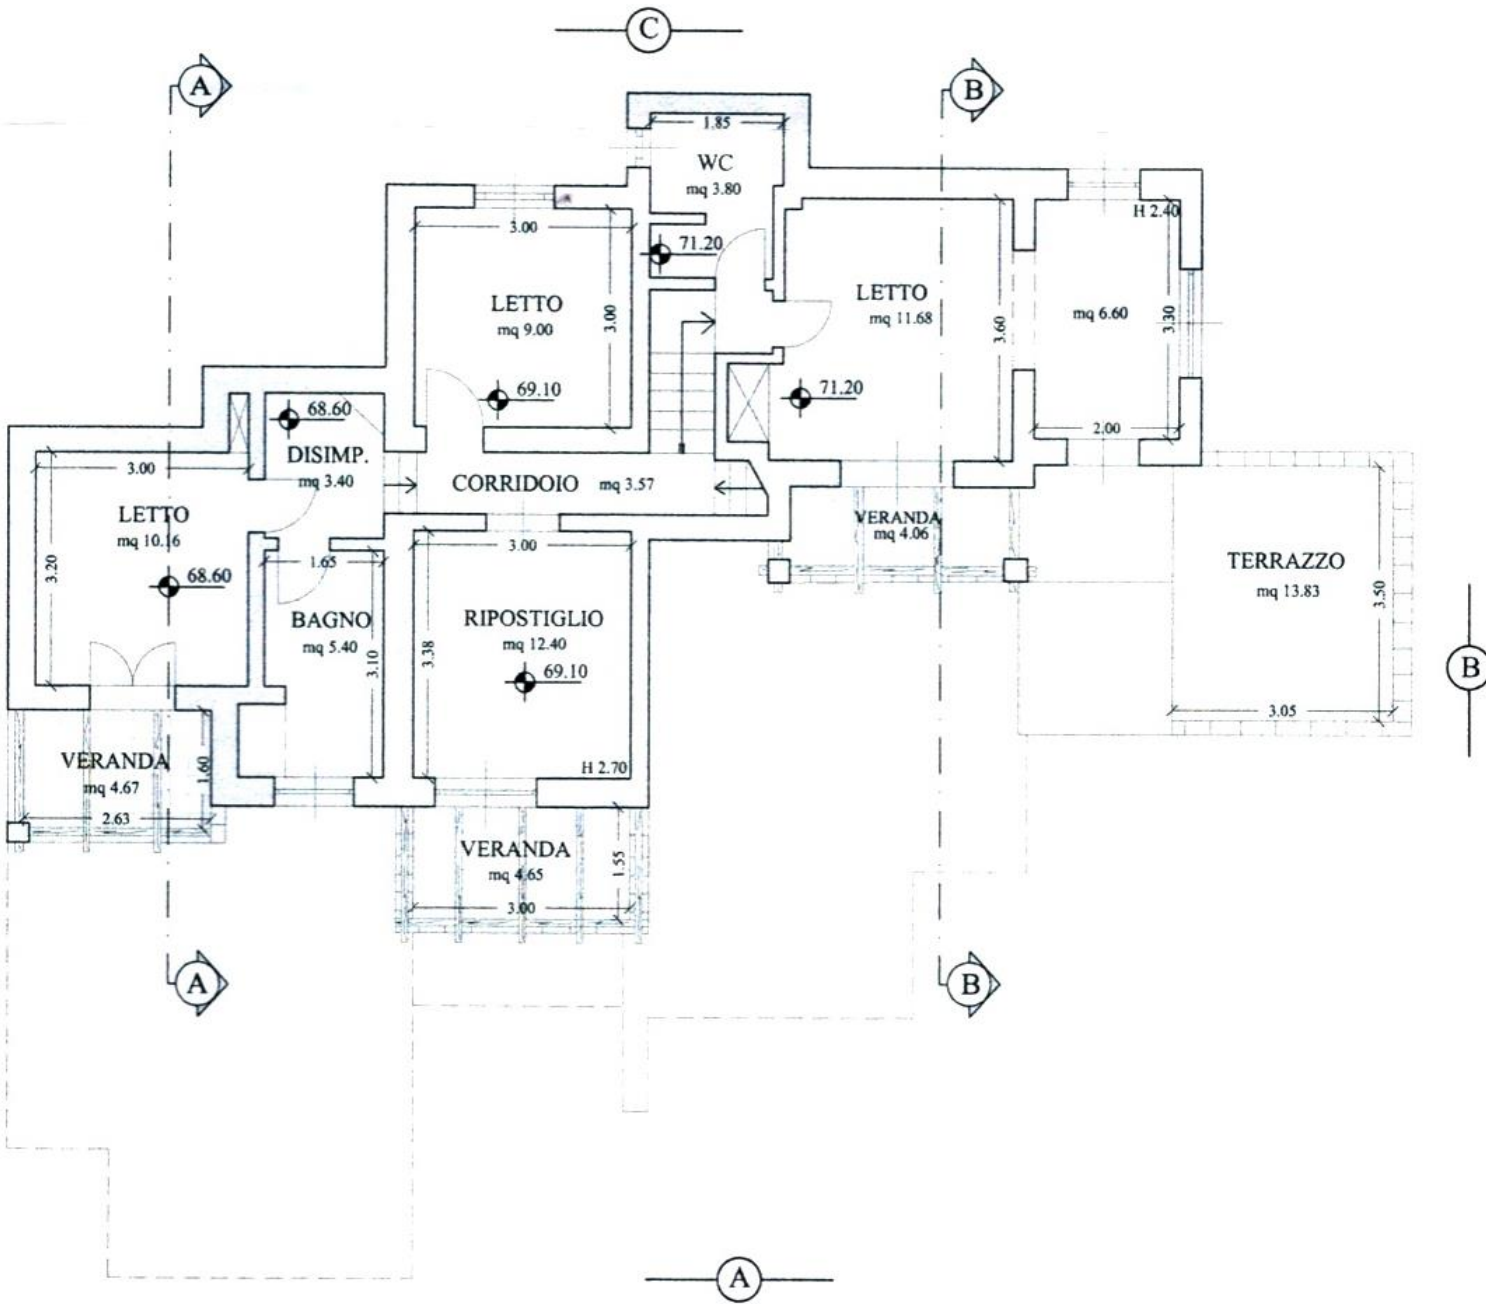 C
A
B
1.85
WC
mq 3.80
H 2.40
3.00
71.20
LETTO
mq 9.00
3.00
LETTO
mq 11.68
3.60
mq 6.60
3.30
69.10
71.20
68.60
2.00
DISIMP.
mq 3.40
3.00
CORRIDOIO mq 3.57
LETTO
mq 10.16
VERANDA
mq 4.06
3.00
3.20
68.60
1.65
TERRAZZO
mq 13.83
3.50
BAGNO
mq 5.40
3.10
RIPOSTIGLIO
mq 12.40
3.38
69.10
B
3.05
H 2.70
VERANDA
mq 4.67
1.60
2.63
VERANDA
mq 4.65
1.55
3.00
A
B
A